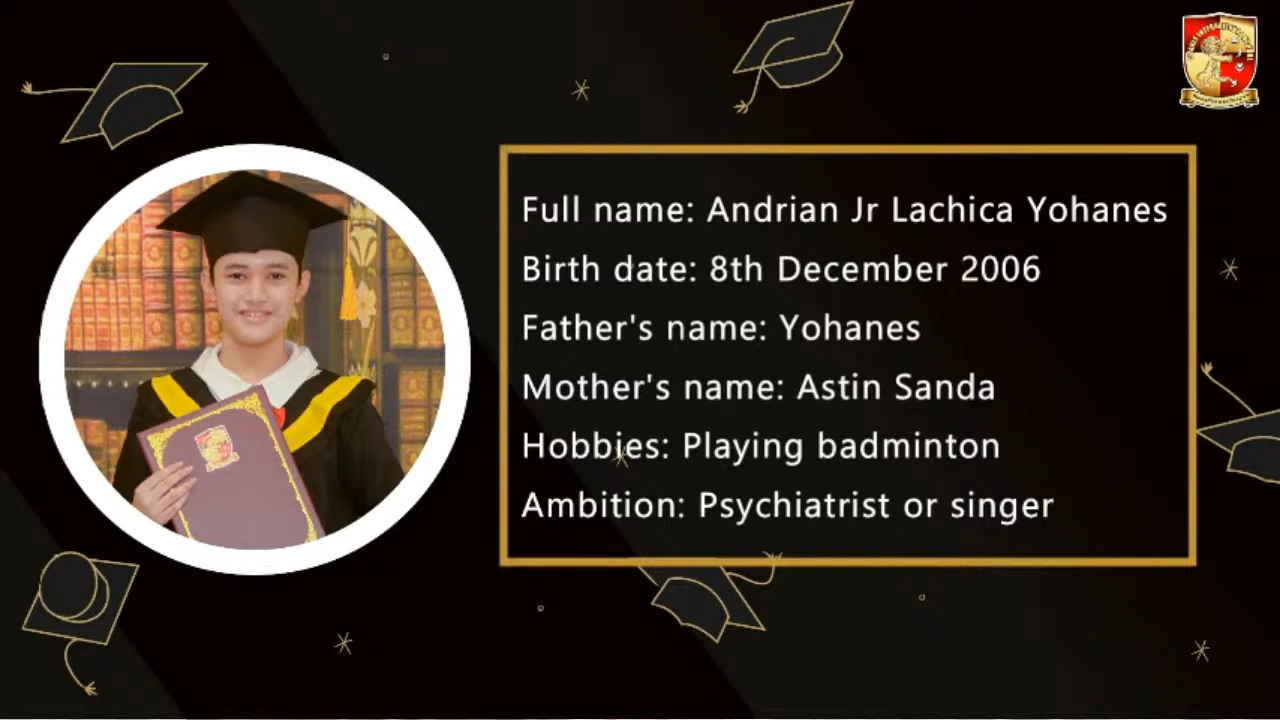 Full name: Andrian Jr Lachica Yohanes
Birth date: 8th December 2006
Father's name: Yohanes
Mother's name: Astin Sanda
Hobbies: Playing badminton
Ambition: Psychiatrist or singer